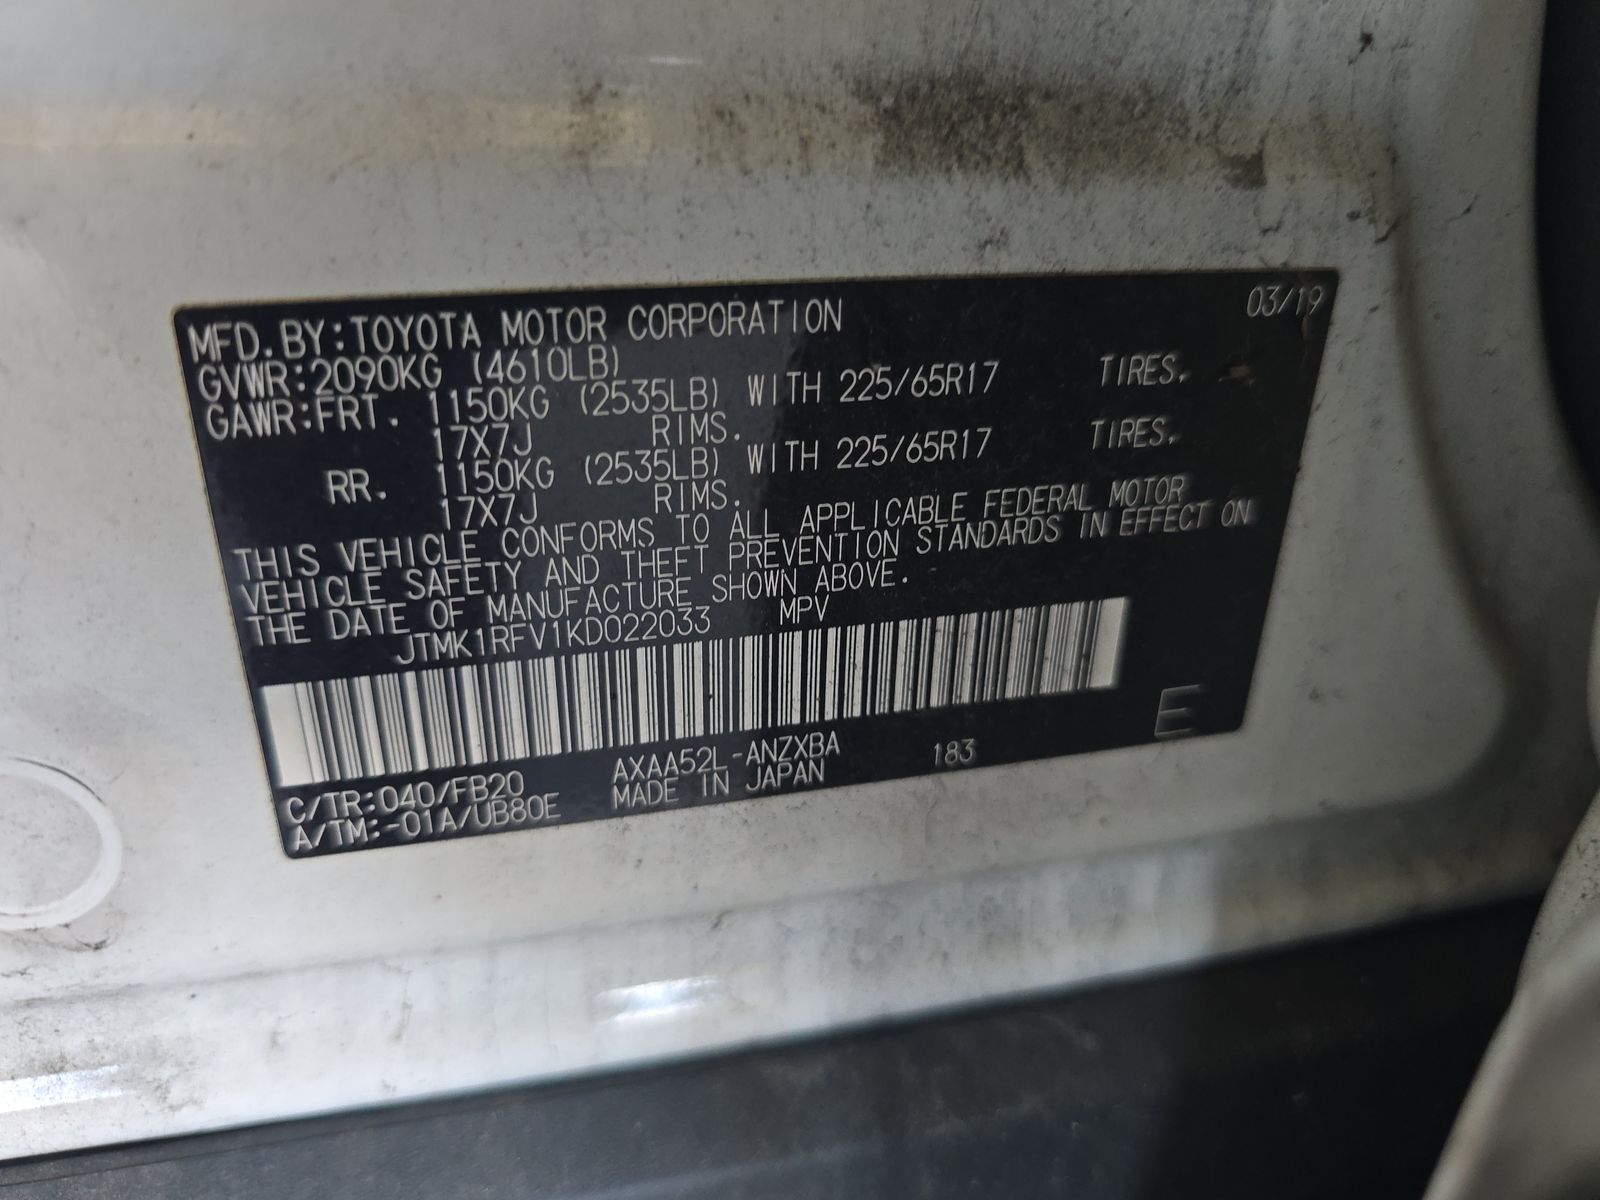 03/19
MFD.BY:TOYOTA MOTOR CORPORATION
GVWR:2090KG (4610LB)
GAWR:FRT. 1150KG (2535LB) WITH 225/65R17 TIRES.
17X7J RIMS.
RR. 1150KG (2535LB) WITH 225/65R17 TIRES.
17X7J RIMS.
THIS VEHICLE CONFORMS TO ALL APPLICABLE FEDERAL MOTOR
VEHICLE SAFETY AND THEFT PREVENTION STANDARDS IN EFFECT ON
THE DATE OF MANUFACTURE SHOWN ABOVE.
JTMK1RFV1KD022033 MPV
E
C/TR:040/FB20 AXAA52L-ANZXBA 183
A/TM:-01A/UB80E MADE IN JAPAN